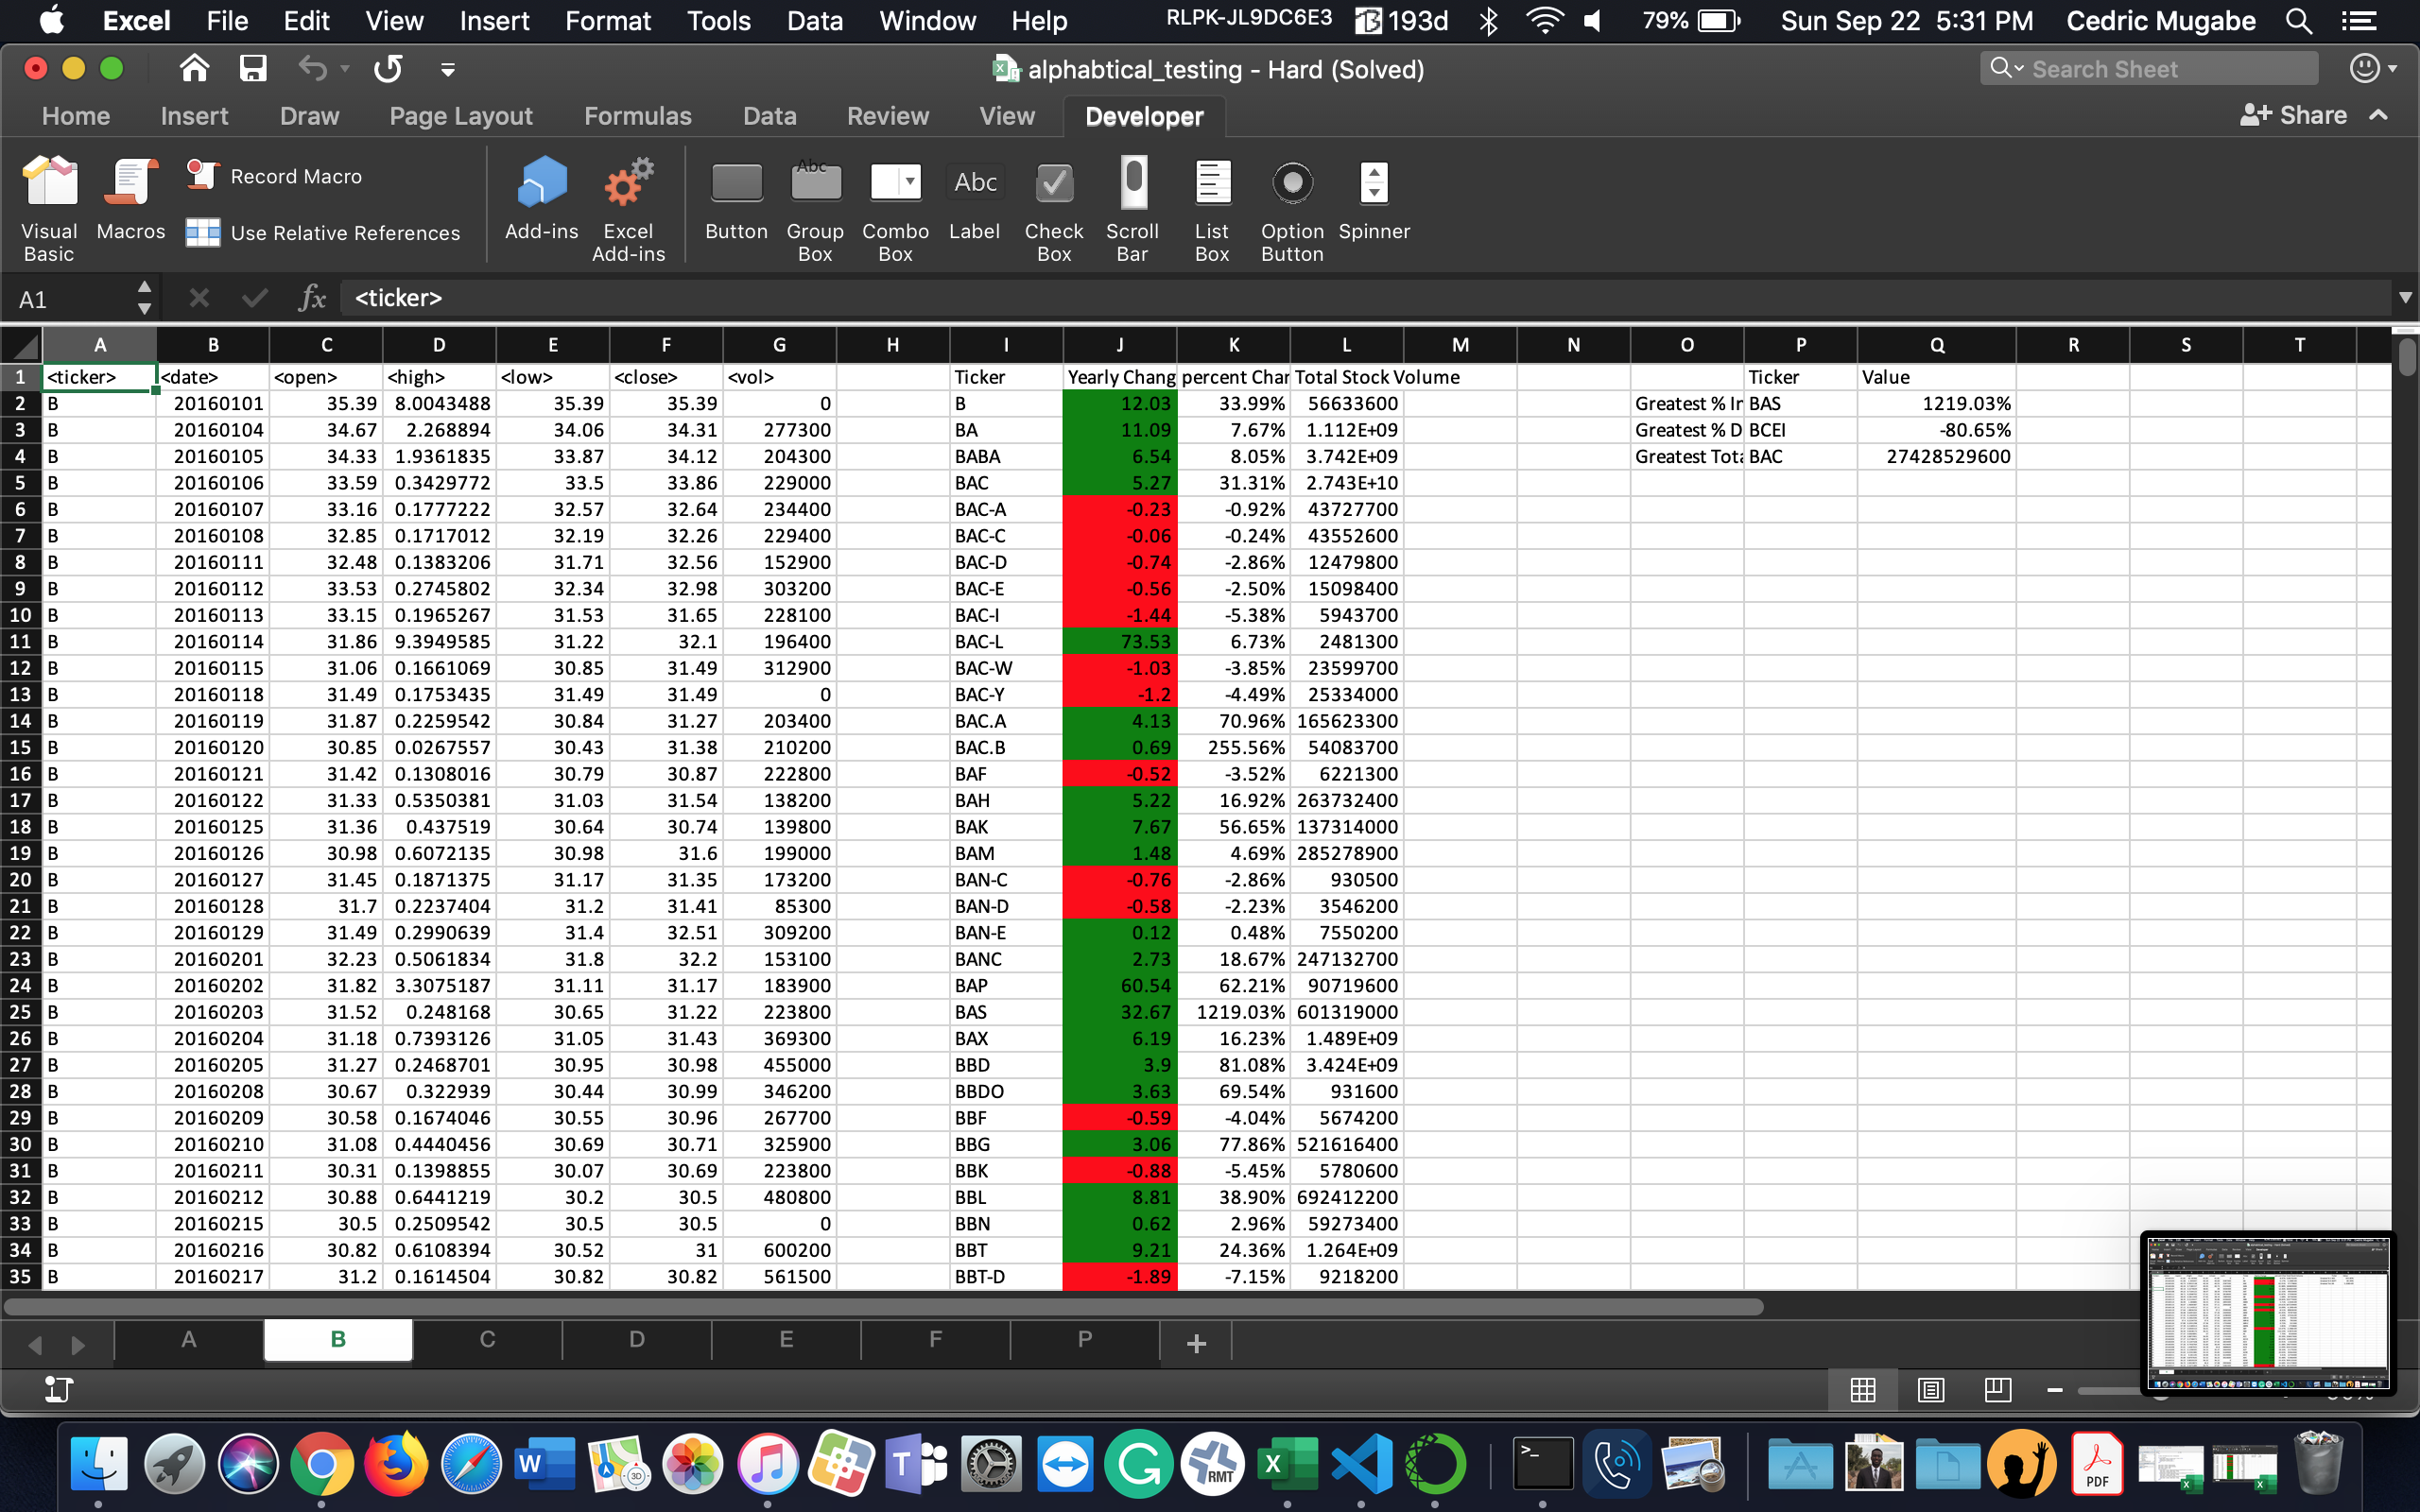 Excel File Edit View Insert Format Tools Data Window Help RLPK-JL9DC6E3 193d 79% Sun Sep 22 5:31 PM Cedric Mugabe
alphabtical_testing - Hard (Solved) Search Sheet
Home Insert Draw Page Layout Formulas Data Review View Developer Share
Visual Basic Macros Record Macro Use Relative References Add-ins Excel Add-ins Button Abc Group Box Combo Box Abc Label Check Box Scroll Bar List Box Option Button Spinner
A1 fx <ticker>
A B C D E F G H I J K L M N O P Q R S T
1 <ticker> <date> <open> <high> <low> <close> <vol> Ticker Yearly Chang percent Char Total Stock Volume Ticker Value
2 B 20160101 35.39 8.0043488 35.39 35.39 0 B 12.03 33.99% 56633600 Greatest % Ir BAS 1219.03%
3 B 20160104 34.67 2.268894 34.06 34.31 277300 BA 11.09 7.67% 1.112E+09 Greatest % D BCEI -80.65%
4 B 20160105 34.33 1.9361835 33.87 34.12 204300 BABA 6.54 8.05% 3.742E+09 Greatest Tota BAC 27428529600
5 B 20160106 33.59 0.3429772 33.5 33.86 229000 BAC 5.27 31.31% 2.743E+10
6 B 20160107 33.16 0.1777222 32.57 32.64 234400 BAC-A -0.23 -0.92% 43727700
7 B 20160108 32.85 0.1717012 32.19 32.26 229400 BAC-C -0.06 -0.24% 43552600
8 B 20160111 32.48 0.1383206 31.71 32.56 152900 BAC-D -0.74 -2.86% 12479800
9 B 20160112 33.53 0.2745802 32.34 32.98 303200 BAC-E -0.56 -2.50% 15098400
10 B 20160113 33.15 0.1965267 31.53 31.65 228100 BAC-I -1.44 -5.38% 5943700
11 B 20160114 31.86 9.3949585 31.22 32.1 196400 BAC-L 73.53 6.73% 2481300
12 B 20160115 31.06 0.1661069 30.85 31.49 312900 BAC-W -1.03 -3.85% 23599700
13 B 20160118 31.49 0.1753435 31.49 31.49 0 BAC-Y -1.2 -4.49% 25334000
14 B 20160119 31.87 0.2259542 30.84 31.27 203400 BAC.A 4.13 70.96% 165623300
15 B 20160120 30.85 0.0267557 30.43 31.38 210200 BAC.B 0.69 255.56% 54083700
16 B 20160121 31.42 0.1308016 30.79 30.87 222800 BAF -0.52 -3.52% 6221300
17 B 20160122 31.33 0.5350381 31.03 31.54 138200 BAH 5.22 16.92% 263732400
18 B 20160125 31.36 0.437519 30.64 30.74 139800 BAK 7.67 56.65% 137314000
19 B 20160126 30.98 0.6072135 30.98 31.6 199000 BAM 1.48 4.69% 285278900
20 B 20160127 31.45 0.1871375 31.17 31.35 173200 BAN-C -0.76 -2.86% 930500
21 B 20160128 31.7 0.2237404 31.2 31.41 85300 BAN-D -0.58 -2.23% 3546200
22 B 20160129 31.49 0.2990639 31.4 32.51 309200 BAN-E 0.12 0.48% 7550200
23 B 20160201 32.23 0.5061834 31.8 32.2 153100 BANC 2.73 18.67% 247132700
24 B 20160202 31.82 3.3075187 31.11 31.17 183900 BAP 60.54 62.21% 90719600
25 B 20160203 31.52 0.248168 30.65 31.22 223800 BAS 32.67 1219.03% 601319000
26 B 20160204 31.18 0.7393126 31.05 31.43 369300 BAX 6.19 16.23% 1.489E+09
27 B 20160205 31.27 0.2468701 30.95 30.98 455000 BBD 3.9 81.08% 3.424E+09
28 B 20160208 30.67 0.322939 30.44 30.99 346200 BBDO 3.63 69.54% 931600
29 B 20160209 30.58 0.1674046 30.55 30.96 267700 BBF -0.59 -4.04% 5674200
30 B 20160210 31.08 0.4440456 30.69 30.71 325900 BBG 3.06 77.86% 521616400
31 B 20160211 30.31 0.1398855 30.07 30.69 223800 BBK -0.88 -5.45% 5780600
32 B 20160212 30.88 0.6441219 30.2 30.5 480800 BBL 8.81 38.90% 692412200
33 B 20160215 30.5 0.2509542 30.5 30.5 0 BBN 0.62 2.96% 59273400
34 B 20160216 30.82 0.6108394 30.52 31 600200 BBT 9.21 24.36% 1.264E+09
35 B 20160217 31.2 0.1614504 30.82 30.82 561500 BBT-D -1.89 -7.15% 9218200
A B C D E F P +
W 3D T G RMT X >_ A PDF